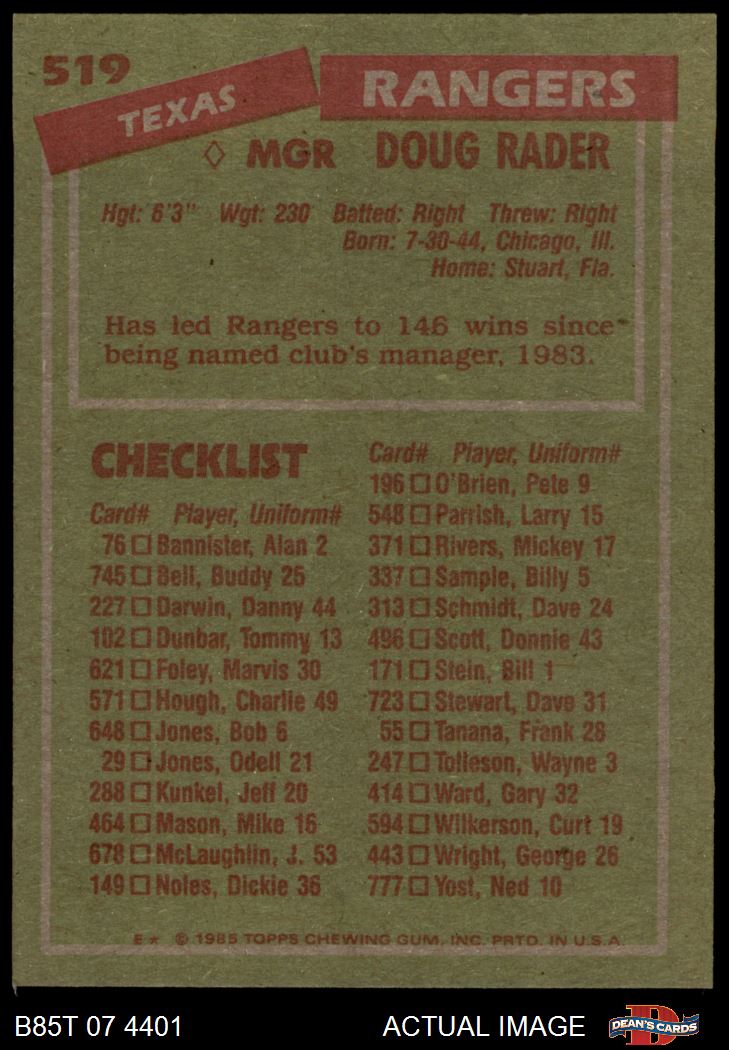 519
TEXAS RANGERS
◊ MGR DOUG RADER
Hgt: 6'3" Wgt: 230 Batted: Right Threw: Right
Born: 7-30-44, Chicago, Ill.
Home: Stuart, Fla.
Has led Rangers to 146 wins since
being named club's manager, 1983.
CHECKLIST
Card# Player, Uniform#
76 □ Bannister, Alan 2
745 □ Bell, Buddy 25
227 □ Darwin, Danny 44
102 □ Dunbar, Tommy 13
621 □ Foley, Marvis 30
571 □ Hough, Charlie 49
648 □ Jones, Bob 6
29 □ Jones, Odell 21
288 □ Kunkel, Jeff 20
464 □ Mason, Mike 16
678 □ McLaughlin, J. 53
149 □ Noles, Dickie 36
Card# Player, Uniform#
196 □ O'Brien, Pete 9
548 □ Parrish, Larry 15
371 □ Rivers, Mickey 17
337 □ Sample, Billy 5
313 □ Schmidt, Dave 24
496 □ Scott, Donnie 43
171 □ Stein, Bill 1
723 □ Stewart, Dave 31
55 □ Tanana, Frank 28
247 □ Tolleson, Wayne 3
414 □ Ward, Gary 32
594 □ Wilkerson, Curt 19
443 □ Wright, George 26
777 □ Yost, Ned 10
E* © 1985 TOPPS CHEWING GUM, INC. PRTD. IN U.S.A.
B85T 07 4401
ACTUAL IMAGE
D
DEAN'S CARDS